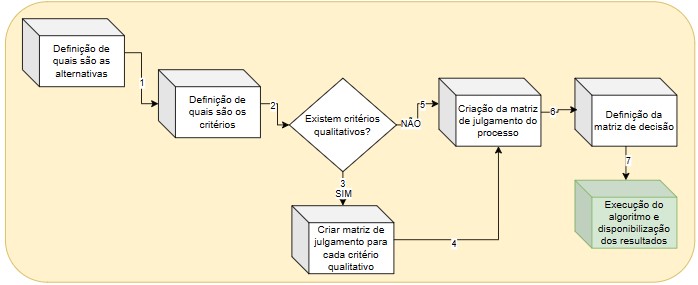 Definição de
quais são as
alternativas
1
Definição de
quais são os
critérios
2
Existem critérios
qualitativos?
3
SIM
Criar matriz de
julgamento para
cada critério
qualitativo
4
NÃO
5
Criação da matriz
de julgamento do
processo
6
Definição da
matriz de decisão
7
Execução do
algoritmo e
disponibilização
dos resultados